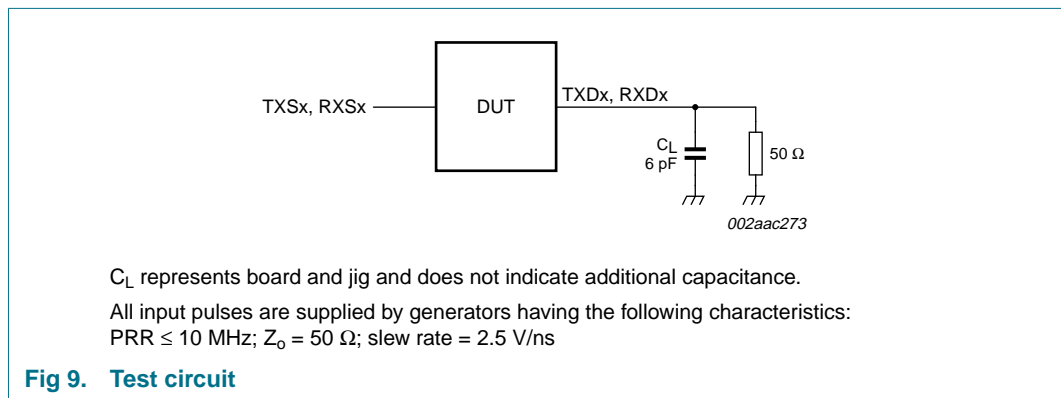 TXSx, RXSx
DUT
TXDx, RXDx
CL
6 pF
50 Ω
002aac273
CL represents board and jig and does not indicate additional capacitance.
All input pulses are supplied by generators having the following characteristics:
PRR ≤ 10 MHz; Zo = 50 Ω; slew rate = 2.5 V/ns
Fig 9. Test circuit